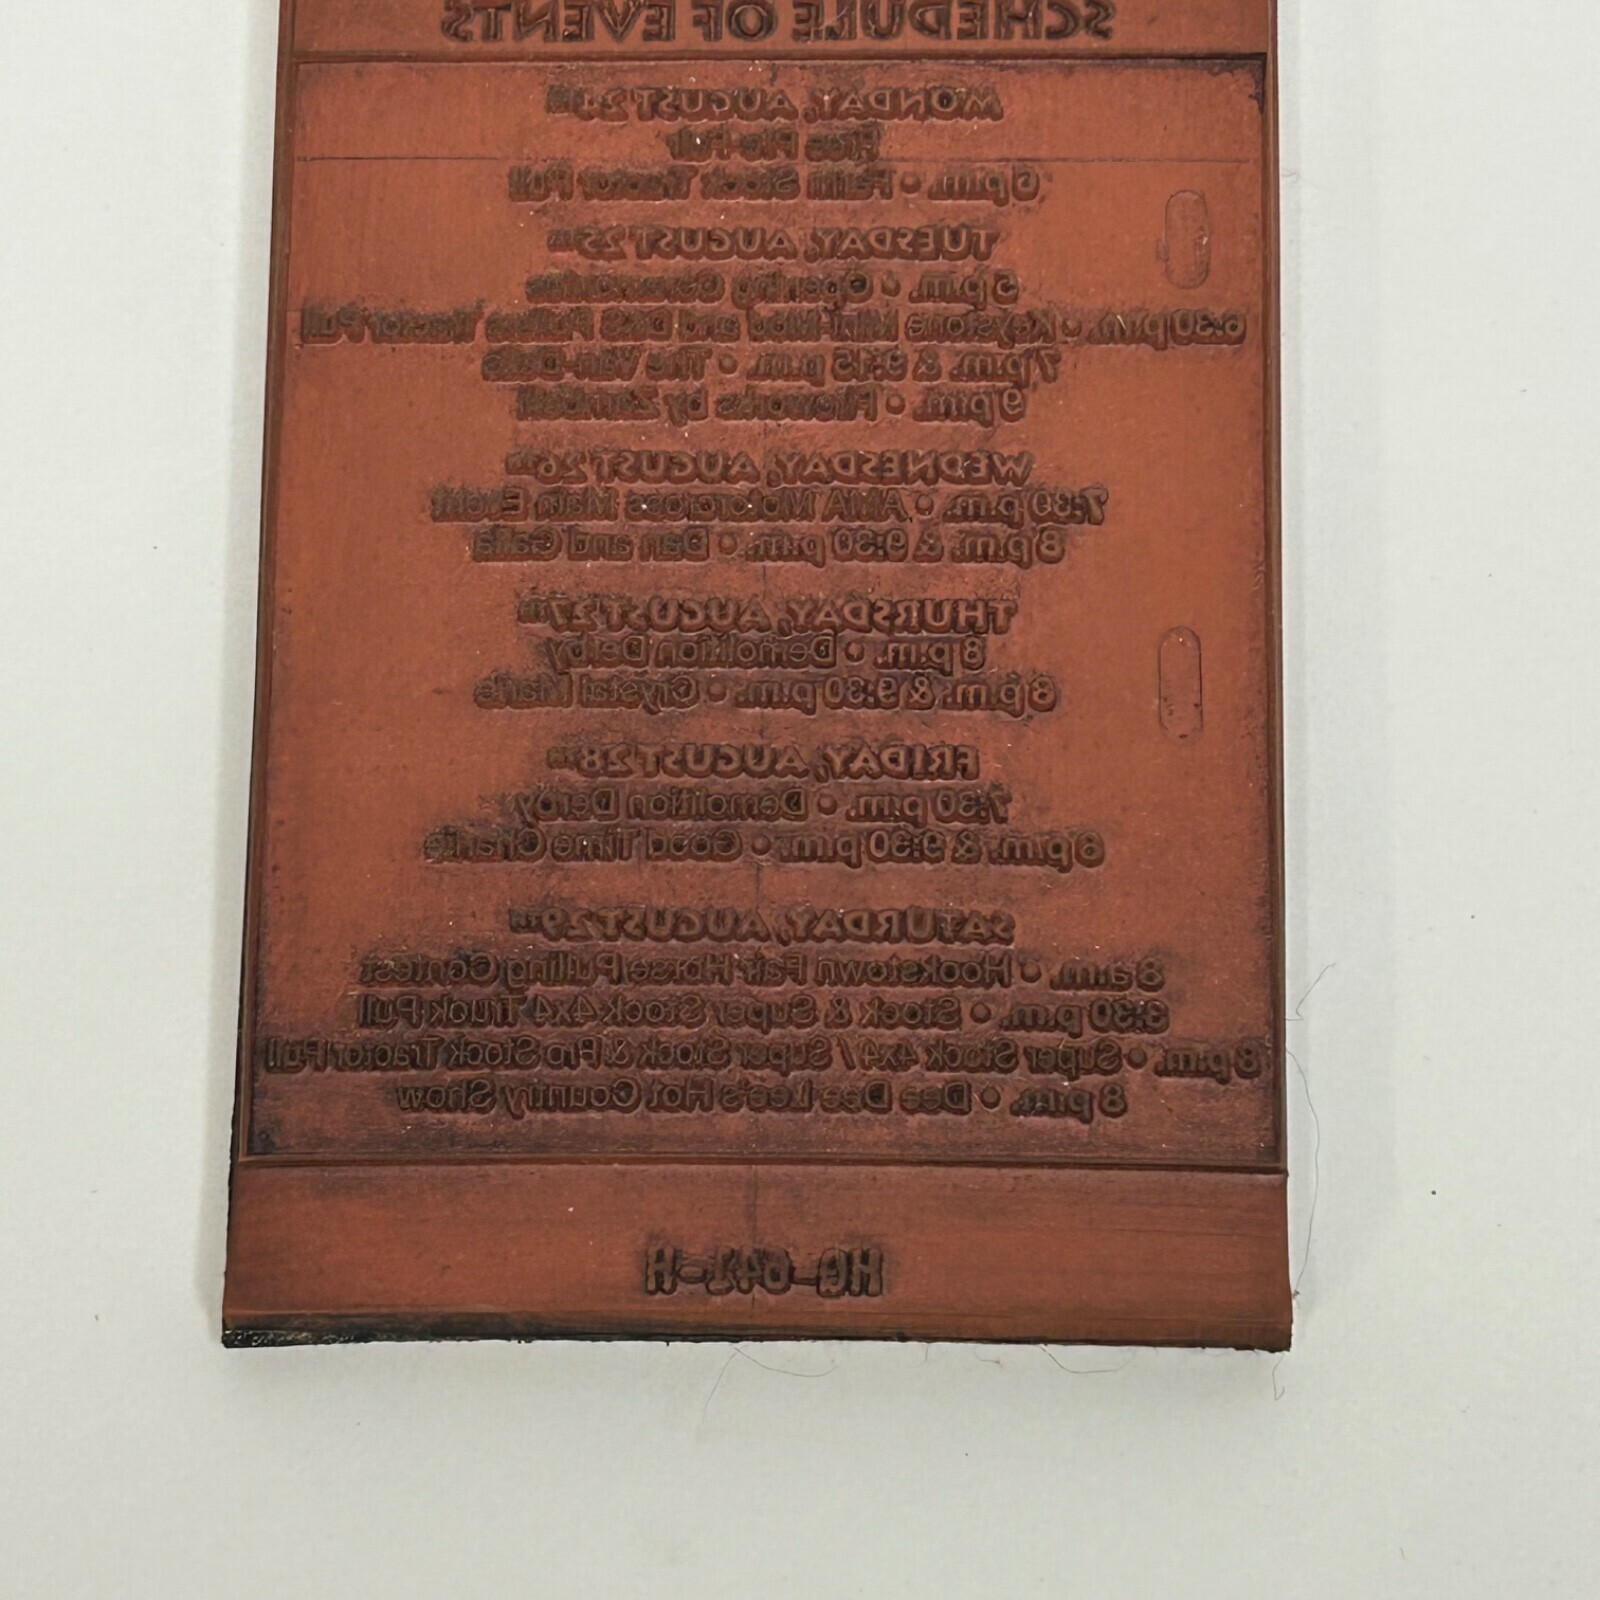 SCHEDULE OF EVENTS
MONDAY, AUGUST 24TH
Free Pre-Fair
6 p.m. • Farm Stock Tractor Pull
TUESDAY, AUGUST 25TH
5 p.m. • Opening Ceremonies
6:30 p.m. • Keystone Mini-Mod and Pullers Tractor Pull
7 p.m. & 9:15 p.m. • The Van-Dells
9 p.m. • Fireworks by Zambelli
WEDNESDAY, AUGUST 26TH
7:30 p.m. • AMA Motorcross Main Event
8 p.m. & 9:30 p.m. • Dan and Galla
THURSDAY, AUGUST 27TH
8 p.m. • Demolition Derby
8 p.m. & 9:30 p.m. • Crystal Marie
FRIDAY, AUGUST 28TH
7:30 p.m. • Demolition Derby
8 p.m. & 9:30 p.m. • Good Time Charlie
SATURDAY, AUGUST 29TH
8 a.m. • Hookstown Fair Horse Pulling Contest
3:30 p.m. • Stock & Super Stock 4x4 Truck Pull
8 p.m. • Super Stock 4x4 / Super Stock & Pro Stock Tractor Pull
8 p.m. • Dee Dee Lee's Hot Country Show
HQ-641-H